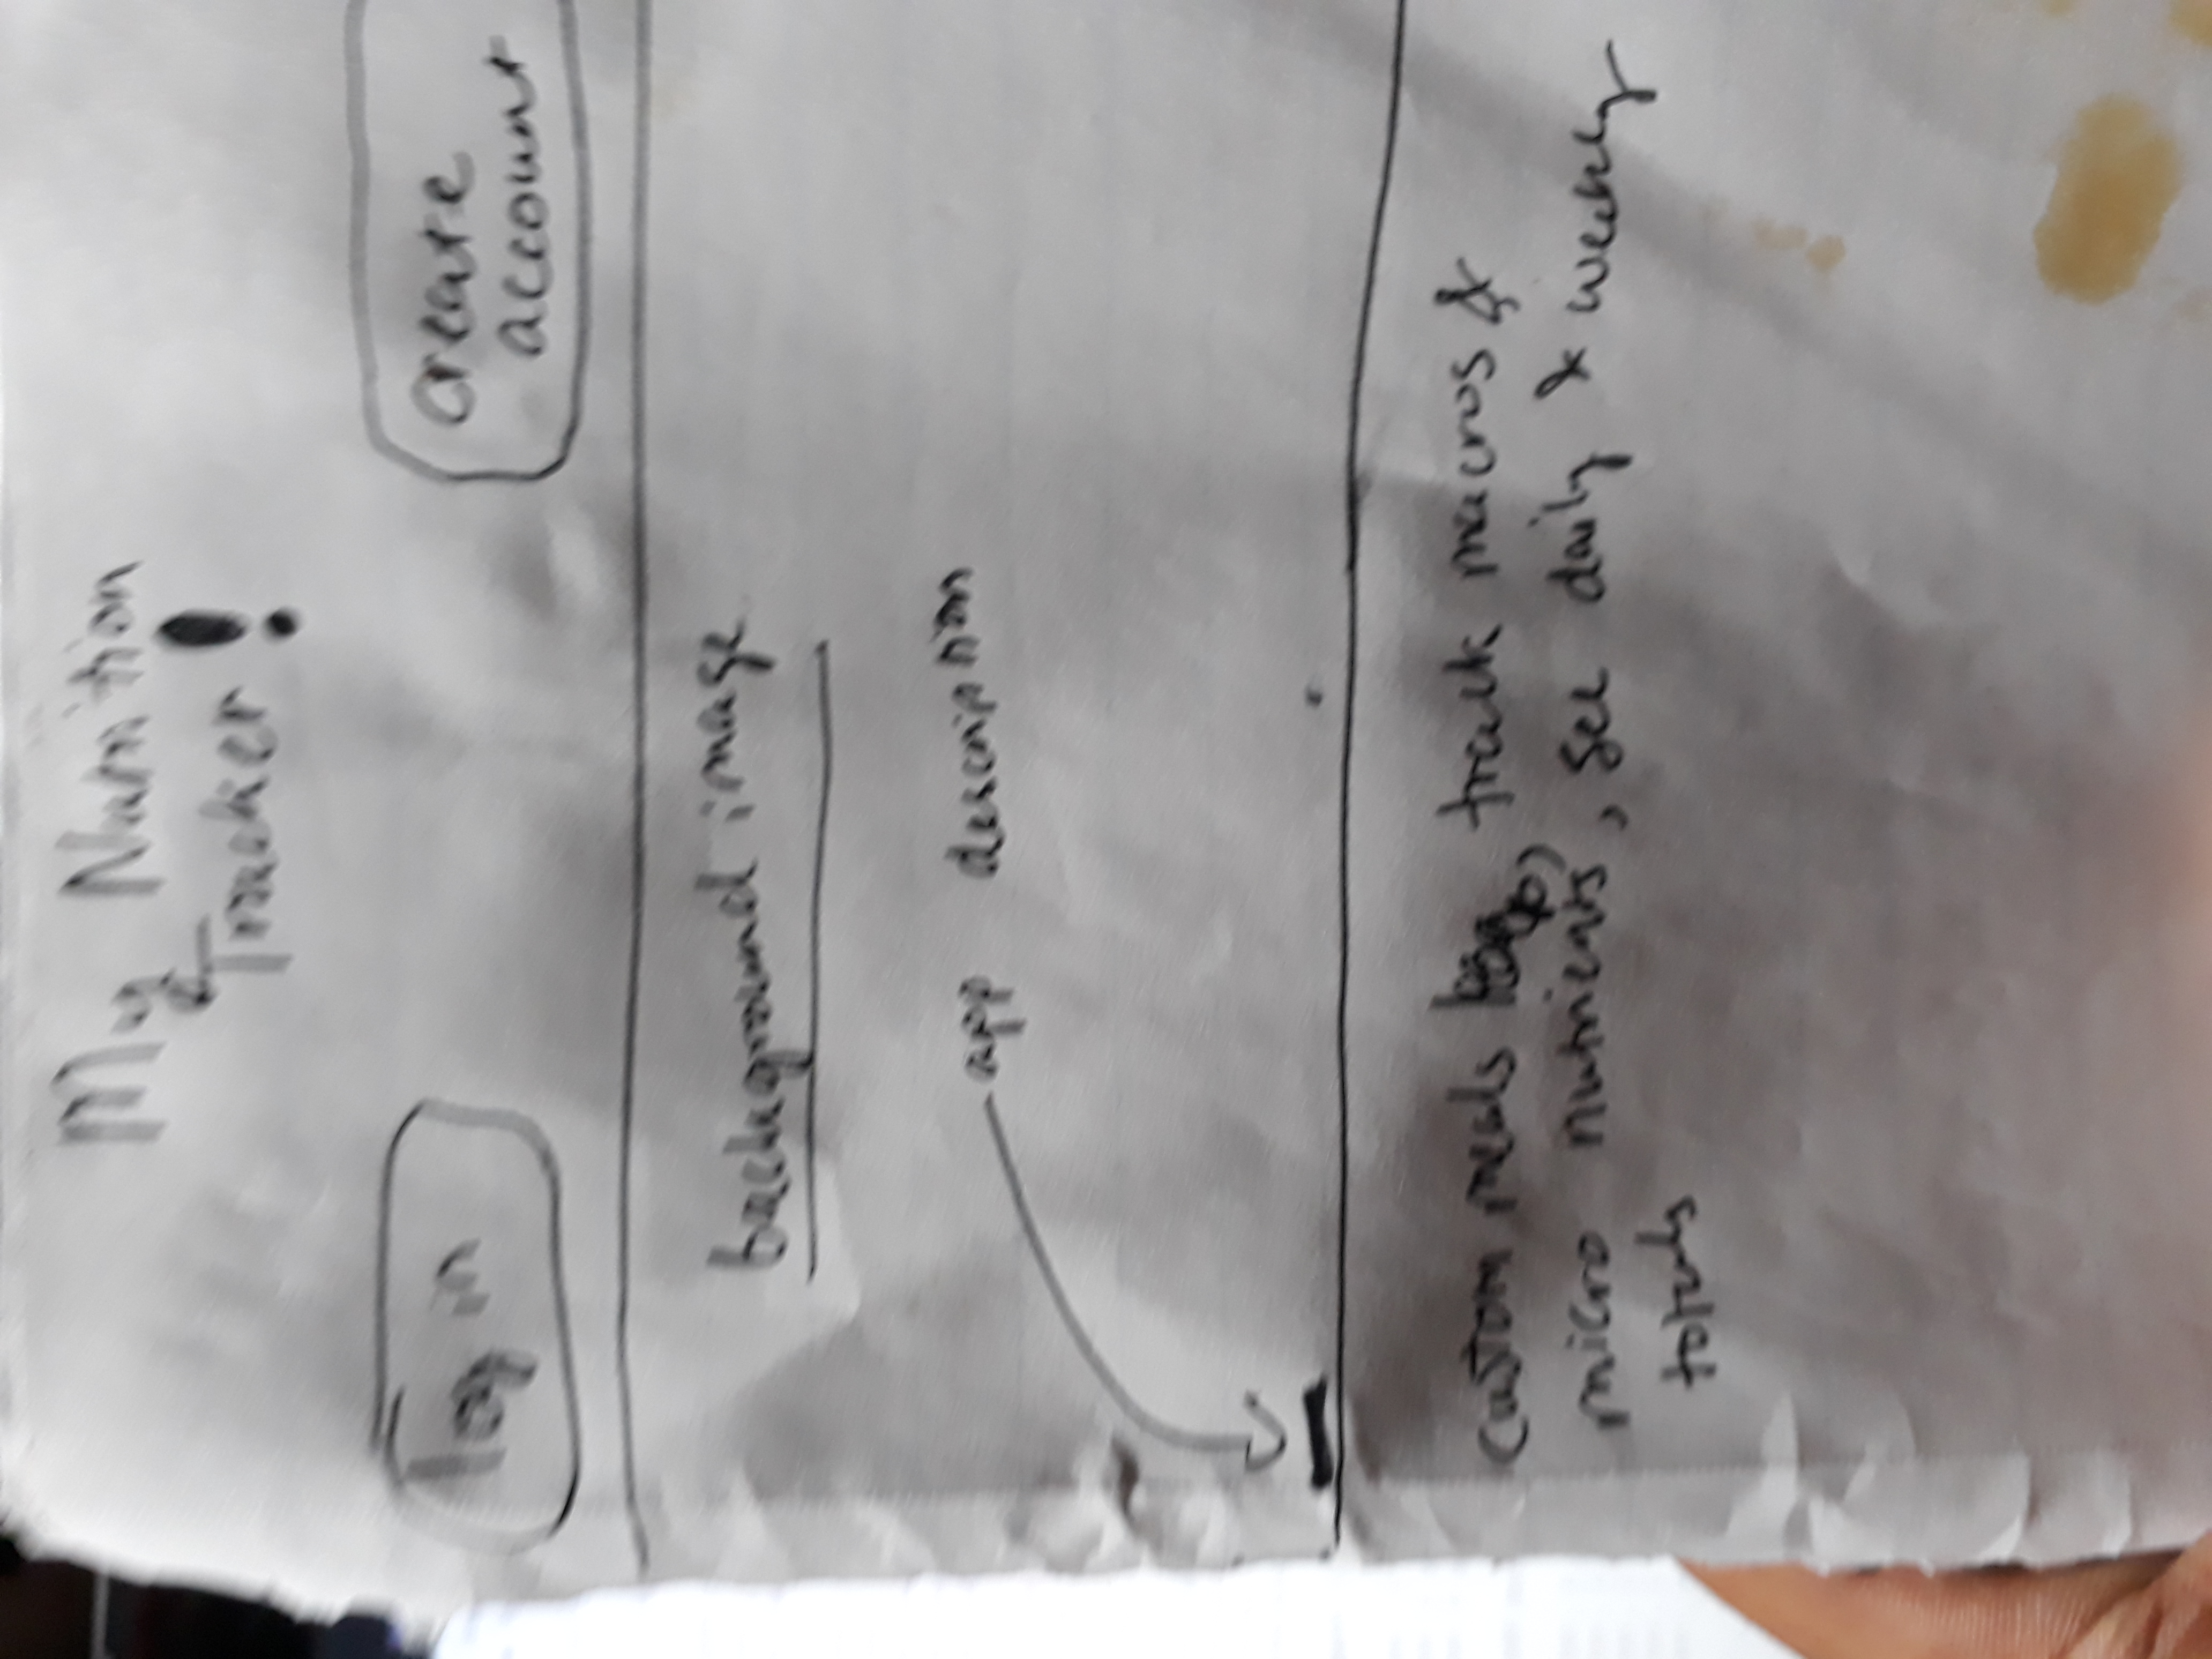 My Nutrition
Tracker!
log in
create
account
background image
app description
custom meals, track macros &
micro nutrients, see daily & weekly
totals